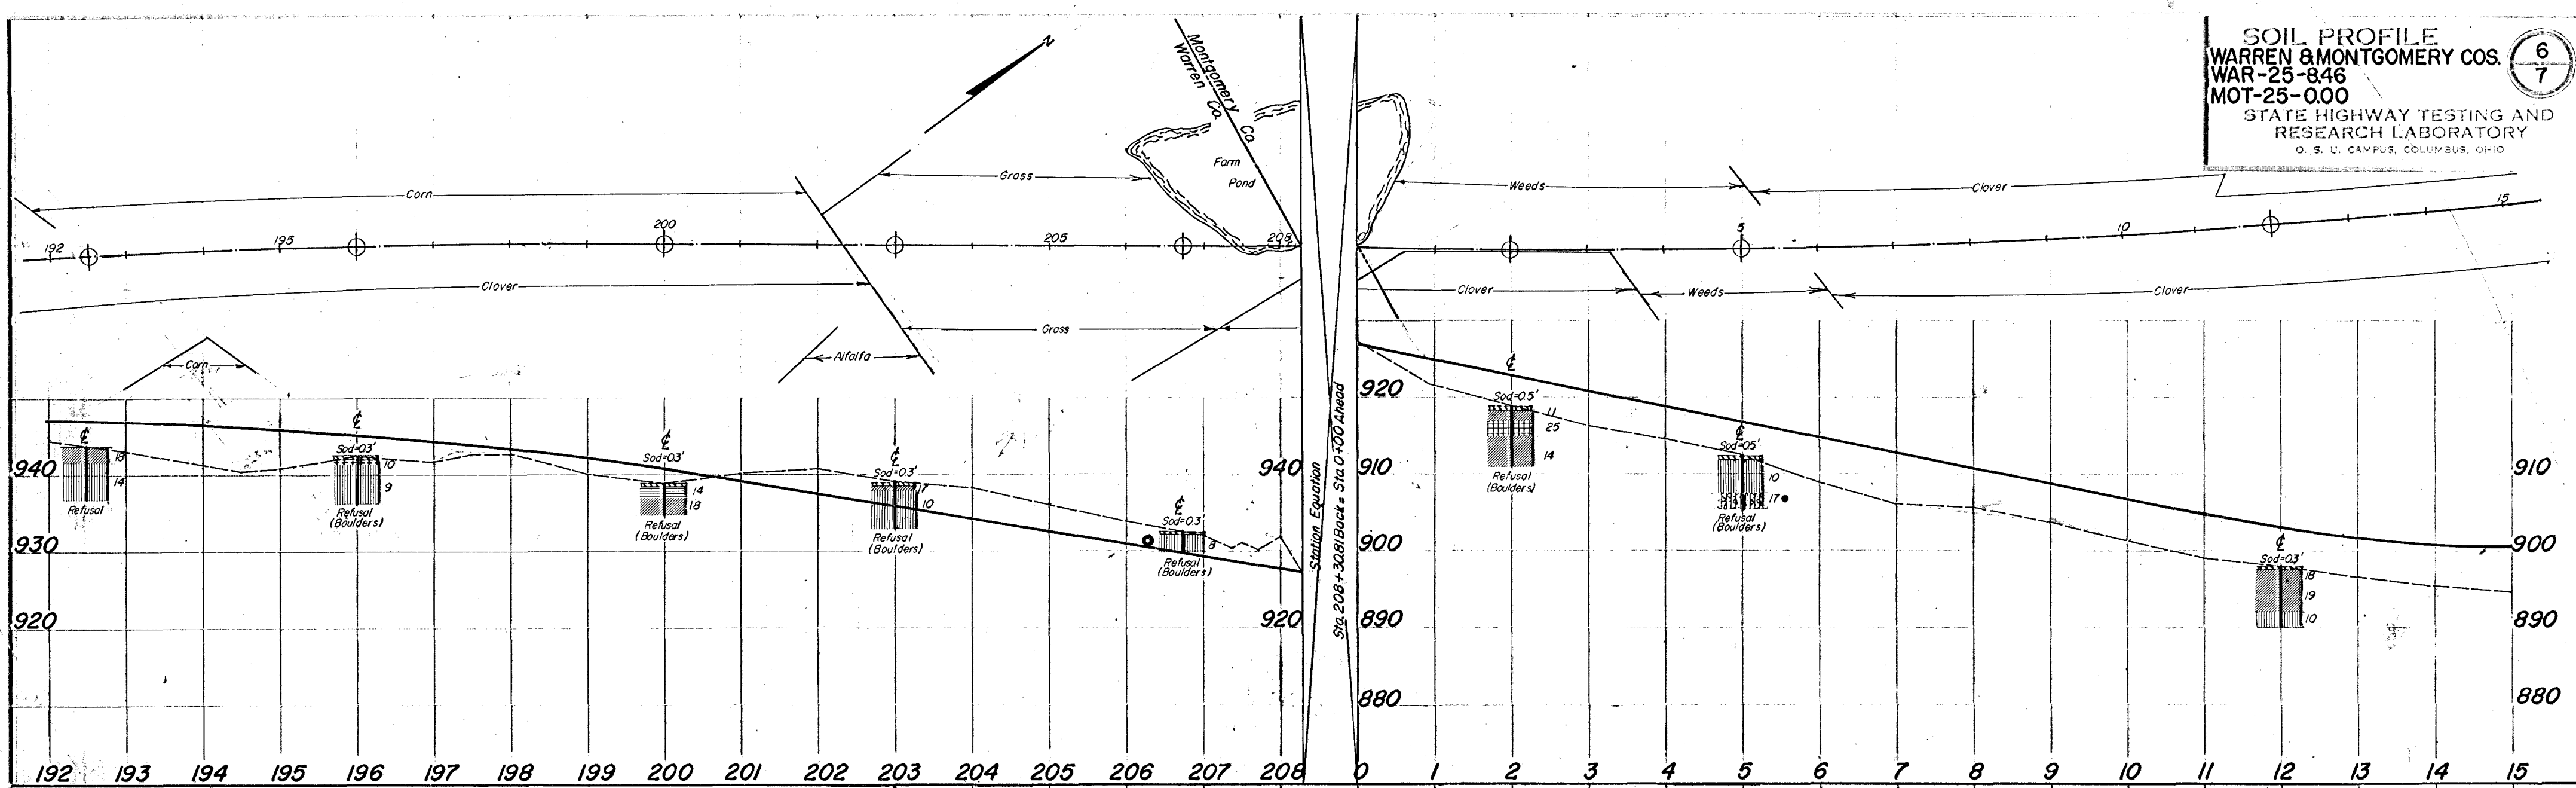 SOIL PROFILE
WARREN & MONTGOMERY COS.
WAR-25-8.46
MOT-25-0.00
STATE HIGHWAY TESTING AND
RESEARCH LABORATORY
O. S. U. CAMPUS, COLUMBUS, OHIO
6
7
N
Montgomery Co.
Warren Co.
Farm
Pond
Corn
Grass
Weeds
Clover
192
195
200
205
208
0
5
10
15
Clover
Grass
Clover
Weeds
Clover
Corn
Alfalfa
Station Equation
Sta. 208+30.81 Back = Sta. 0+00 Ahead
940
930
920
940
920
920
910
900
890
880
910
900
890
880
℄
18
14
Refusal
℄
Sod=0.3'
10
9
Refusal
(Boulders)
℄
Sod=0.3'
14
18
Refusal
(Boulders)
℄
Sod=0.3'
17
10
Refusal
(Boulders)
℄
Sod=0.3'
8
Refusal
(Boulders)
℄
Sod=0.5'
11
25
14
Refusal
(Boulders)
℄
Sod=0.5'
10
17
Refusal
(Boulders)
℄
Sod=0.3'
18
19
10
192 193 194 195 196 197 198 199 200 201 202 203 204 205 206 207 208 0 1 2 3 4 5 6 7 8 9 10 11 12 13 14 15